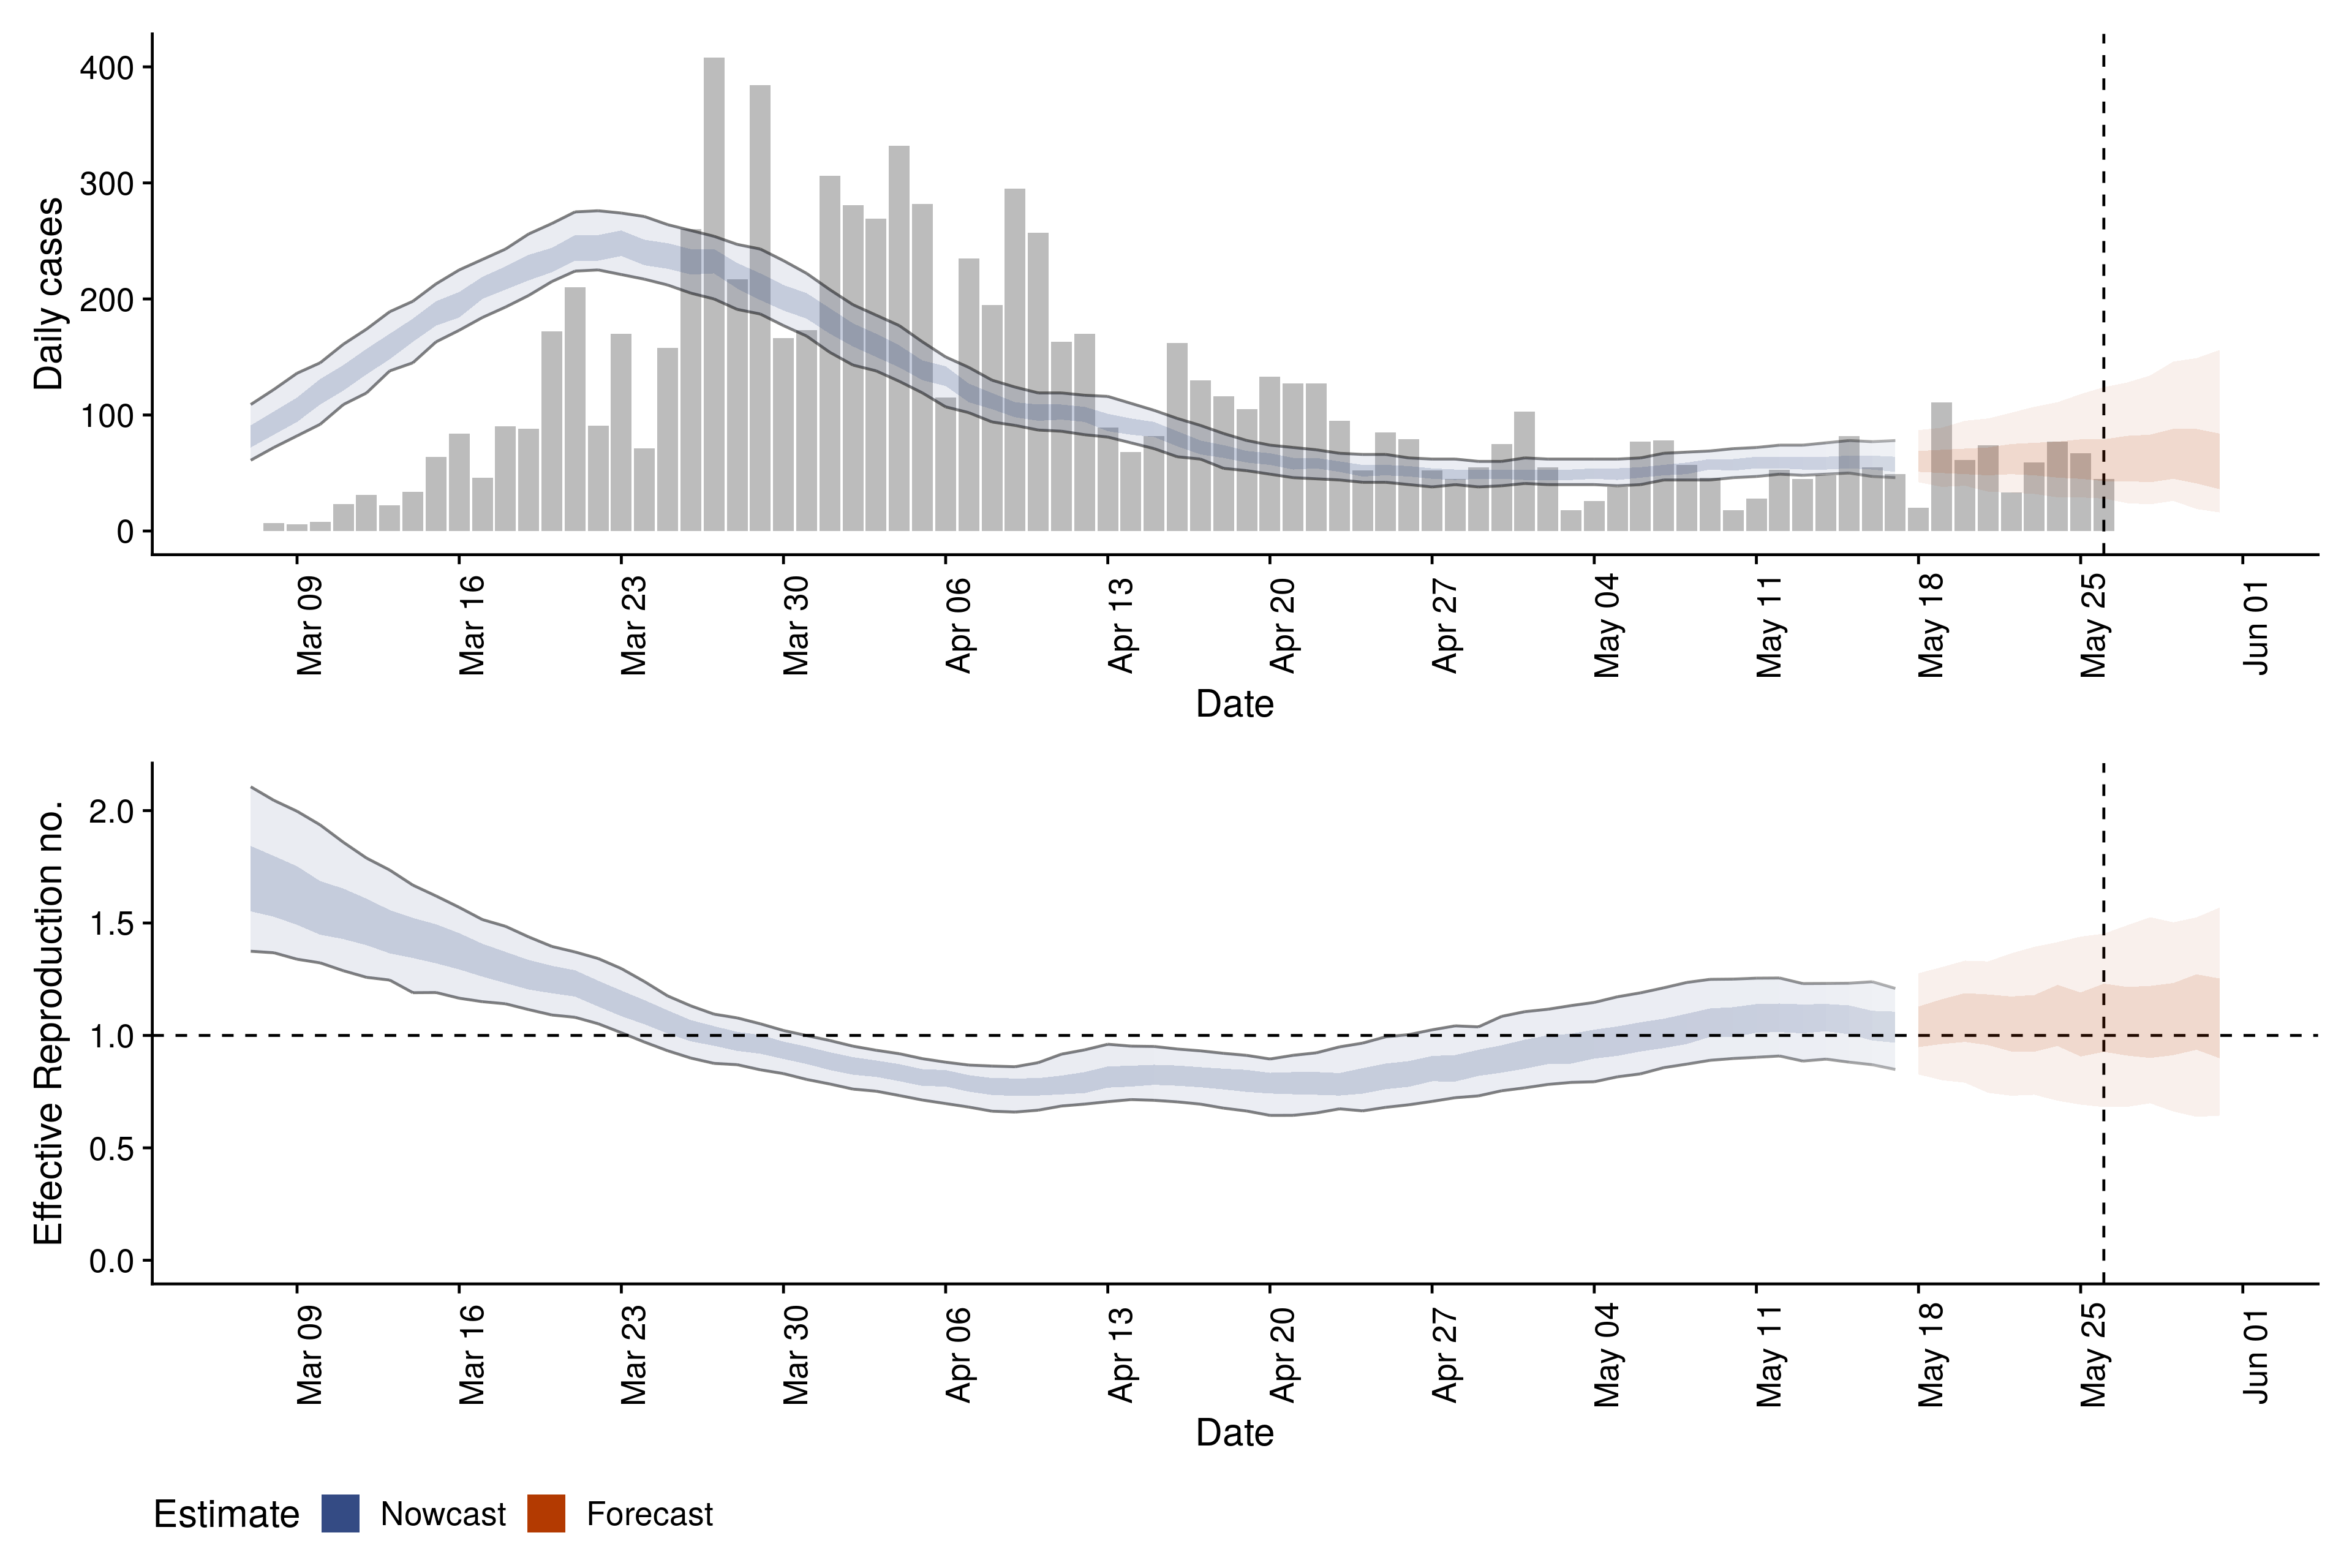 Daily cases
400
300
200
100
0
Mar 09
Mar 16
Mar 23
Mar 30
Apr 06
Apr 13
Apr 20
Apr 27
May 04
May 11
May 18
May 25
Jun 01
Date
Effective Reproduction no.
2.0
1.5
1.0
0.5
0.0
Mar 09
Mar 16
Mar 23
Mar 30
Apr 06
Apr 13
Apr 20
Apr 27
May 04
May 11
May 18
May 25
Jun 01
Date
Estimate Nowcast Forecast